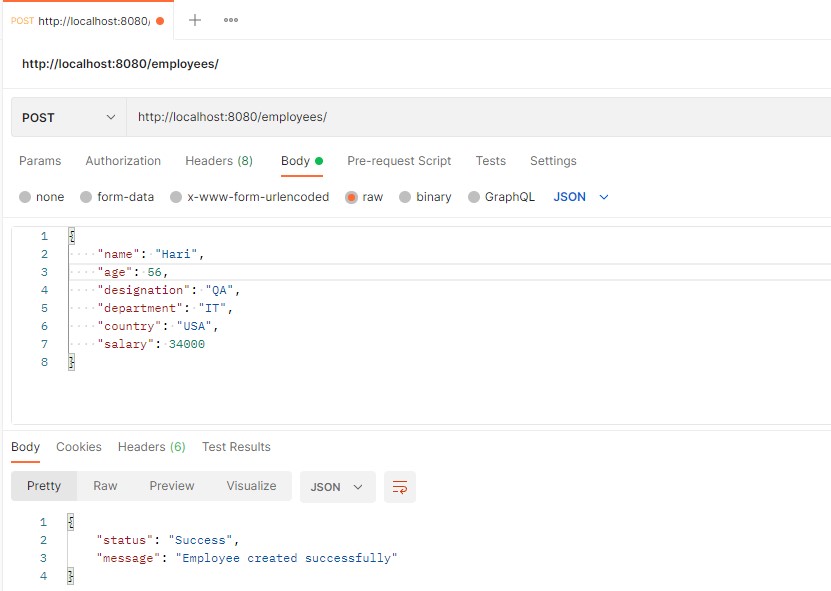 POST http://localhost:8080/
http://localhost:8080/employees/
POST http://localhost:8080/employees/
Params Authorization Headers (8) Body Pre-request Script Tests Settings
none form-data x-www-form-urlencoded raw binary GraphQL JSON
1 {
2 "name": "Hari",
3 "age": 56,
4 "designation": "QA",
5 "department": "IT",
6 "country": "USA",
7 "salary": 34000
8 }
Body Cookies Headers (6) Test Results
Pretty Raw Preview Visualize JSON
1 {
2 "status": "Success",
3 "message": "Employee created successfully"
4 }